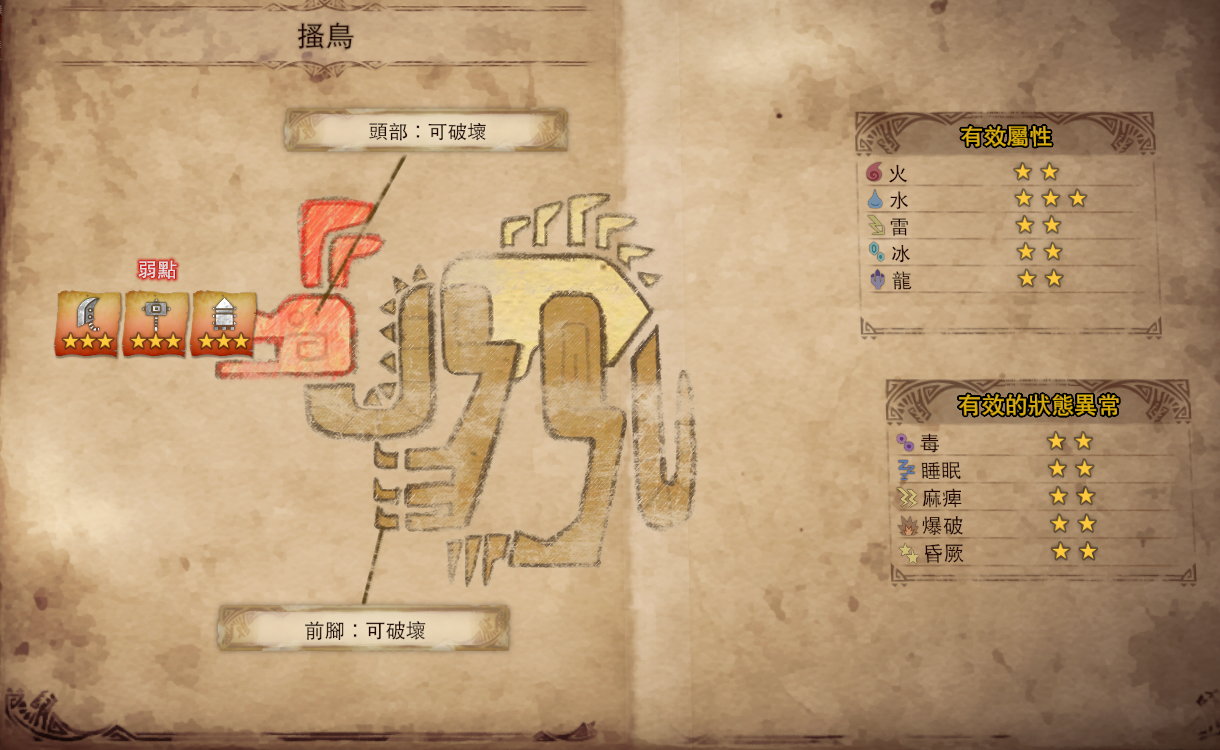 搔鳥
頭部：可破壞
弱點
前腳：可破壞
有效屬性
火
水
雷
冰
龍
有效的狀態異常
毒
睡眠
麻痺
爆破
昏厥